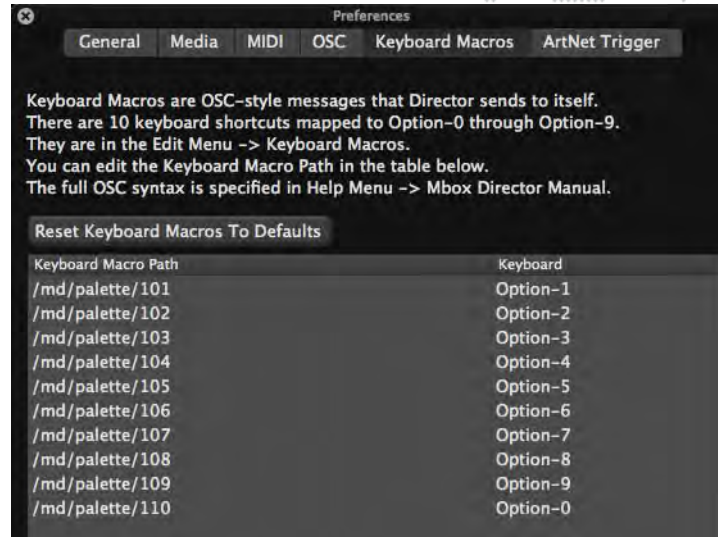 Preferences
General Media MIDI OSC Keyboard Macros ArtNet Trigger
Keyboard Macros are OSC-style messages that Director sends to itself.
There are 10 keyboard shortcuts mapped to Option-0 through Option-9.
They are in the Edit Menu -> Keyboard Macros.
You can edit the Keyboard Macro Path in the table below.
The full OSC syntax is specified in Help Menu -> Mbox Director Manual.
Reset Keyboard Macros To Defaults
Keyboard Macro Path Keyboard
/md/palette/101 Option-1
/md/palette/102 Option-2
/md/palette/103 Option-3
/md/palette/104 Option-4
/md/palette/105 Option-5
/md/palette/106 Option-6
/md/palette/107 Option-7
/md/palette/108 Option-8
/md/palette/109 Option-9
/md/palette/110 Option-0